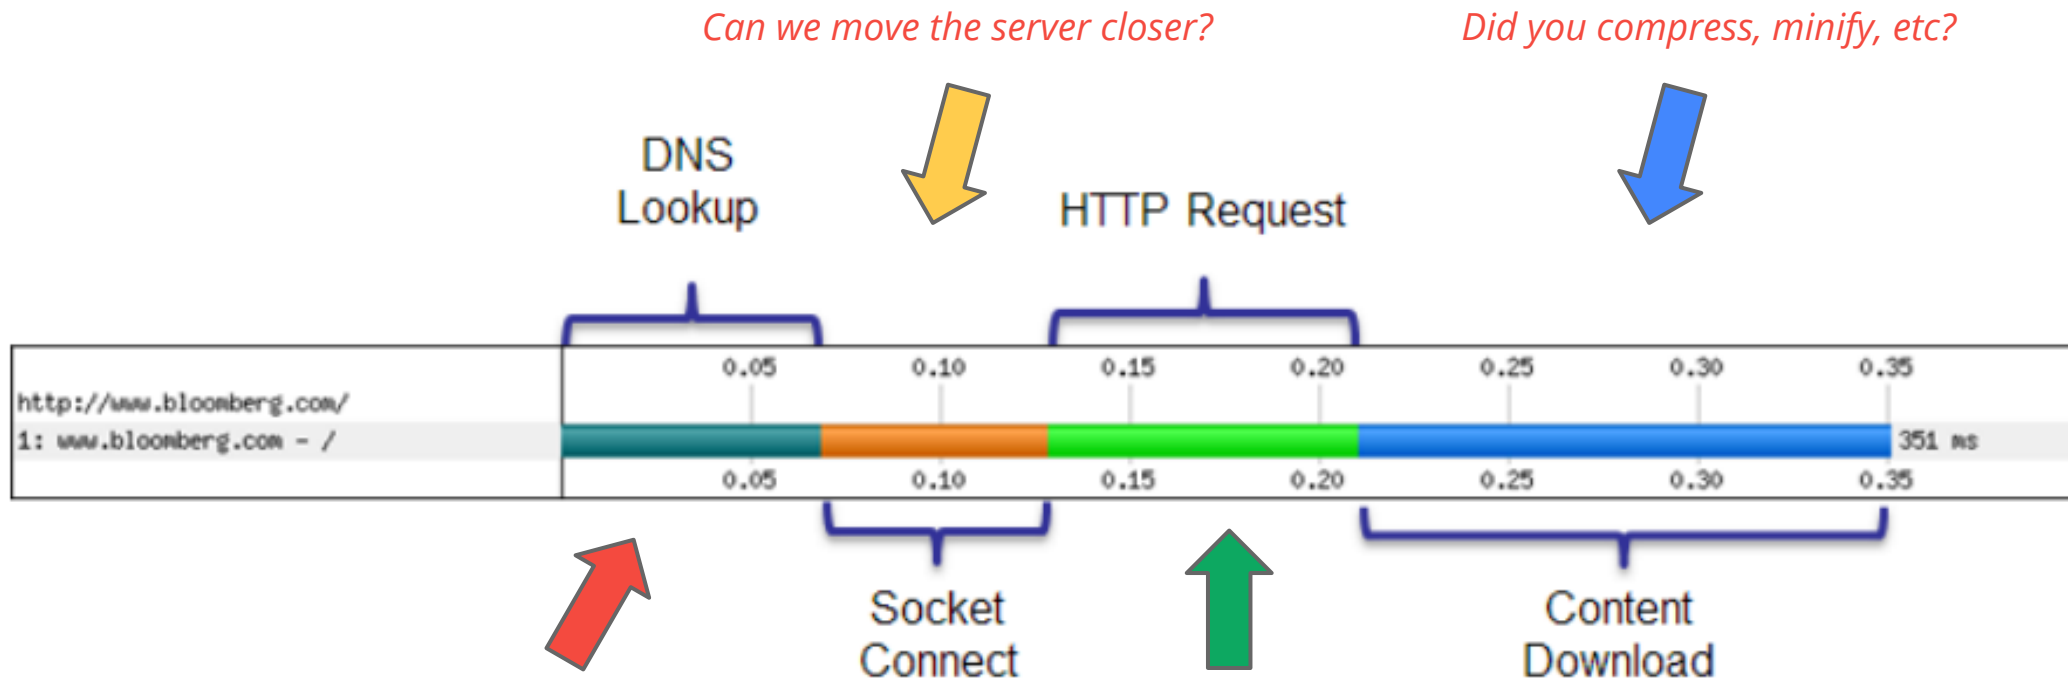 Can we move the server closer?
Did you compress, minify, etc?
DNS
Lookup
HTTP Request
0.05 0.10 0.15 0.20 0.25 0.30 0.35
http://www.bloomberg.com/
1: www.bloomberg.com - /
351 ms
0.05 0.10 0.15 0.20 0.25 0.30 0.35
Socket
Connect
Content
Download